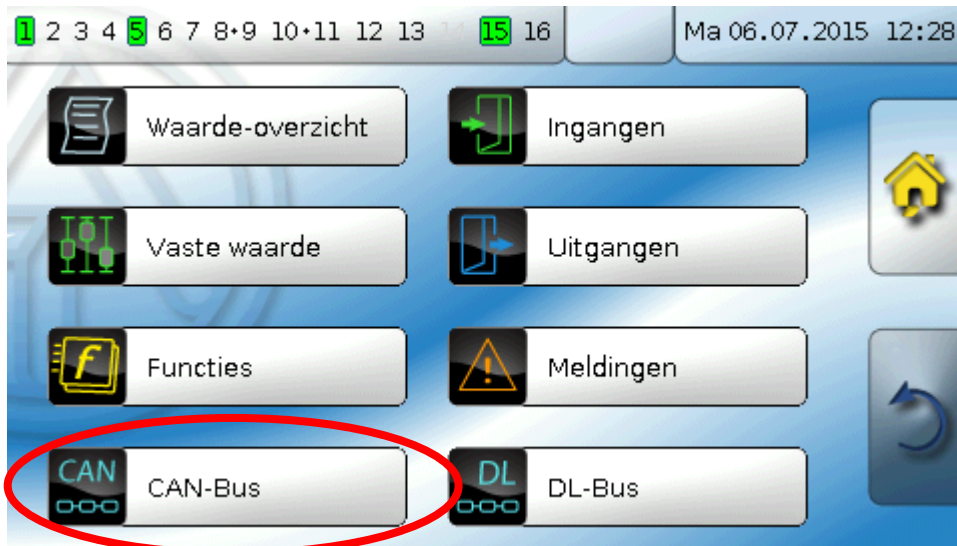 1 2 3 4 5 6 7 8•9 10•11 12 13 15 16 Ma 06.07.2015 12:28
Waarde-overzicht Ingangen
Vaste waarde Uitgangen
f Functies Meldingen
CAN CAN-Bus DL DL-Bus